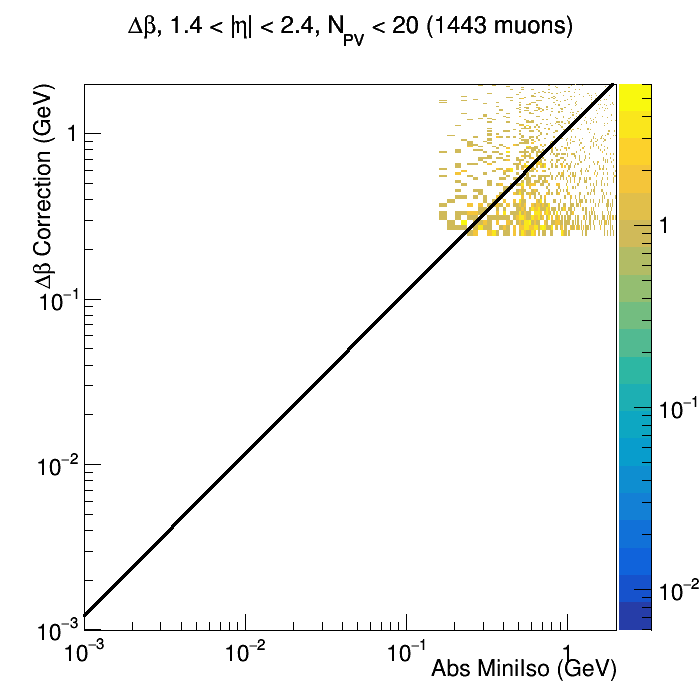 Δβ, 1.4 < |η| < 2.4, N_PV < 20 (1443 muons)
Δβ Correction (GeV)
1
10⁻¹
10⁻²
10⁻³
10⁻³ 10⁻² 10⁻¹ 1
Abs MiniIso (GeV)
1
10⁻¹
10⁻²